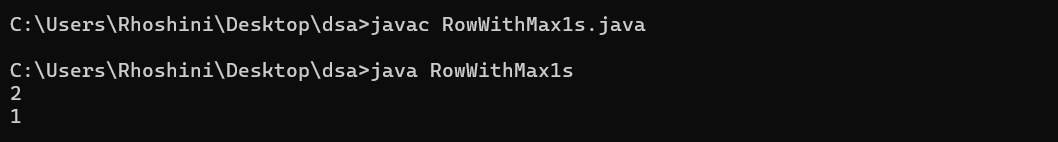 C:\Users\Rhoshini\Desktop\dsa>javac RowWithMax1s.java
C:\Users\Rhoshini\Desktop\dsa>java RowWithMax1s
2
1